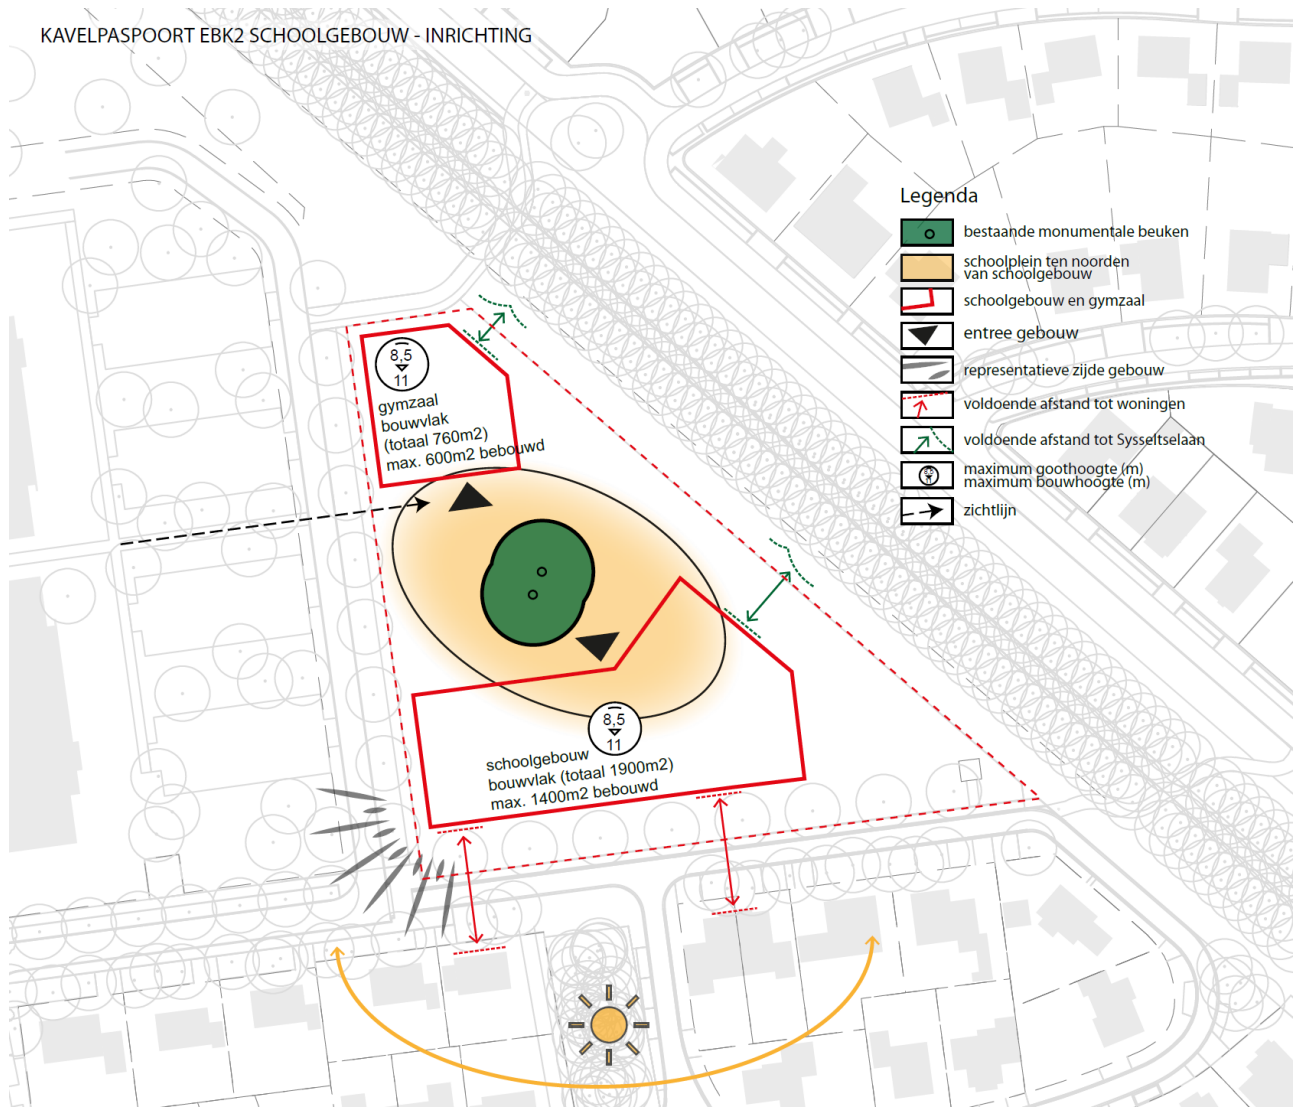 KAVELPASPOORT EBK2 SCHOOLGEBOUW - INRICHTING
Legenda
bestaande monumentale beuken
schoolplein ten noorden
van schoolgebouw
schoolgebouw en gymzaal
entree gebouw
representatieve zijde gebouw
voldoende afstand tot woningen
voldoende afstand tot Sysseltselaan
maximum goothoogte (m)
maximum bouwhoogte (m)
zichtlijn
8,5
11
gymzaal
bouwvlak
(totaal 760m2)
max. 600m2 bebouwd
8,5
11
schoolgebouw
bouwvlak (totaal 1900m2)
max. 1400m2 bebouwd